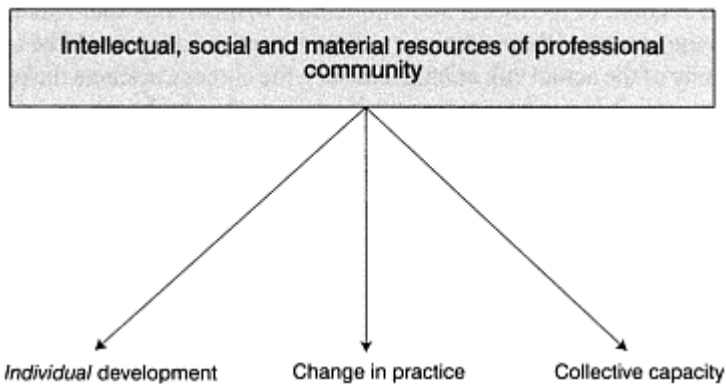 Intellectual, social and material resources of professional
community
Individual development
Change in practice
Collective capacity